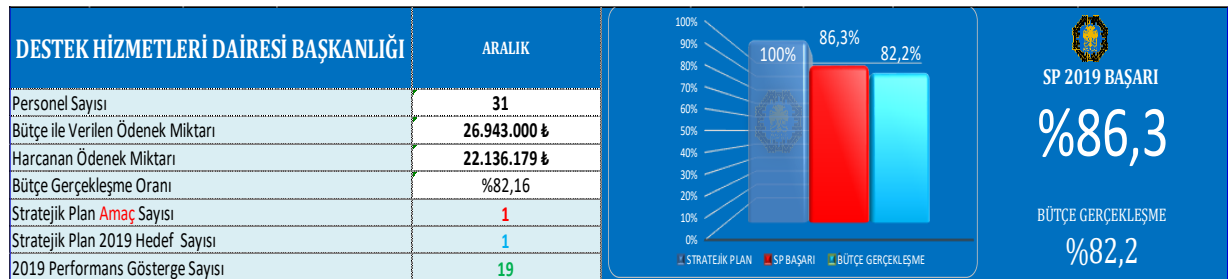 DESTEK HİZMETLERİ DAİRESİ BAŞKANLIĞI ARALIK
Personel Sayısı 31
Bütçe ile Verilen Ödenek Miktarı 26.943.000 ₺
Harcanan Ödenek Miktarı 22.136.179 ₺
Bütçe Gerçekleşme Oranı %82,16
Stratejik Plan Amaç Sayısı 1
Stratejik Plan 2019 Hedef Sayısı 1
2019 Performans Gösterge Sayısı 19
100%
90%
80%
70%
60%
50%
40%
30%
20%
10%
0%
100%
86,3%
82,2%
STRATEJİK PLAN SP BAŞARI BÜTÇE GERÇEKLEŞME
SP 2019 BAŞARI
%86,3
BÜTÇE GERÇEKLEŞME
%82,2